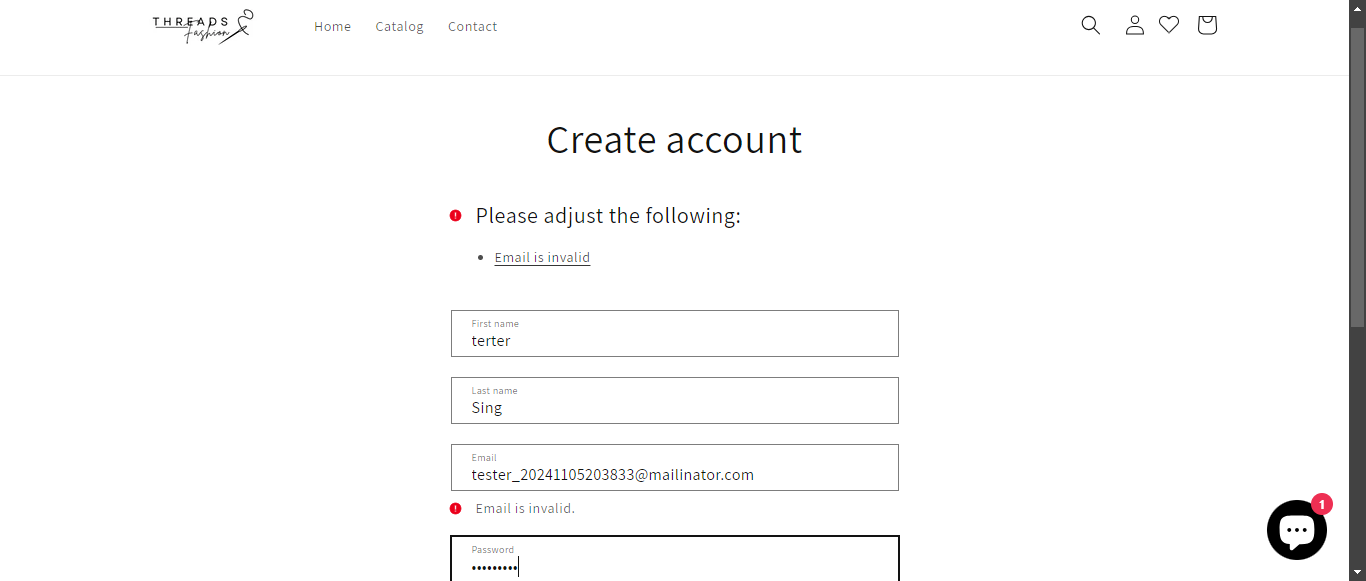 THREADS
Fashion
Home Catalog Contact
Create account
Please adjust the following:
Email is invalid
First name
terter
Last name
Sing
Email
tester_20241105203833@mailinator.com
Email is invalid.
1
Password
•••••••••